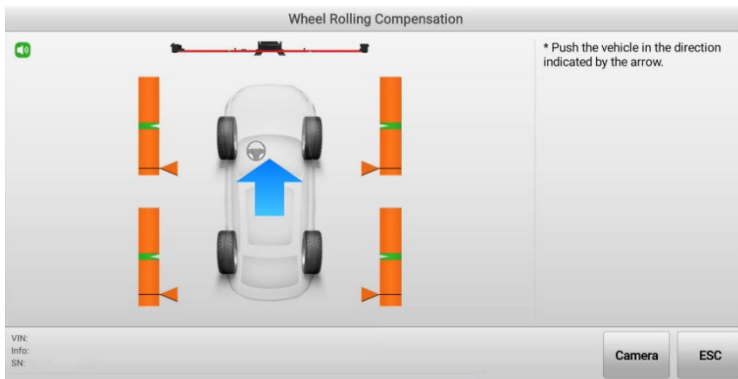 Wheel Rolling Compensation
* Push the vehicle in the direction
indicated by the arrow.
VIN:
Info:
SN:
Camera
ESC